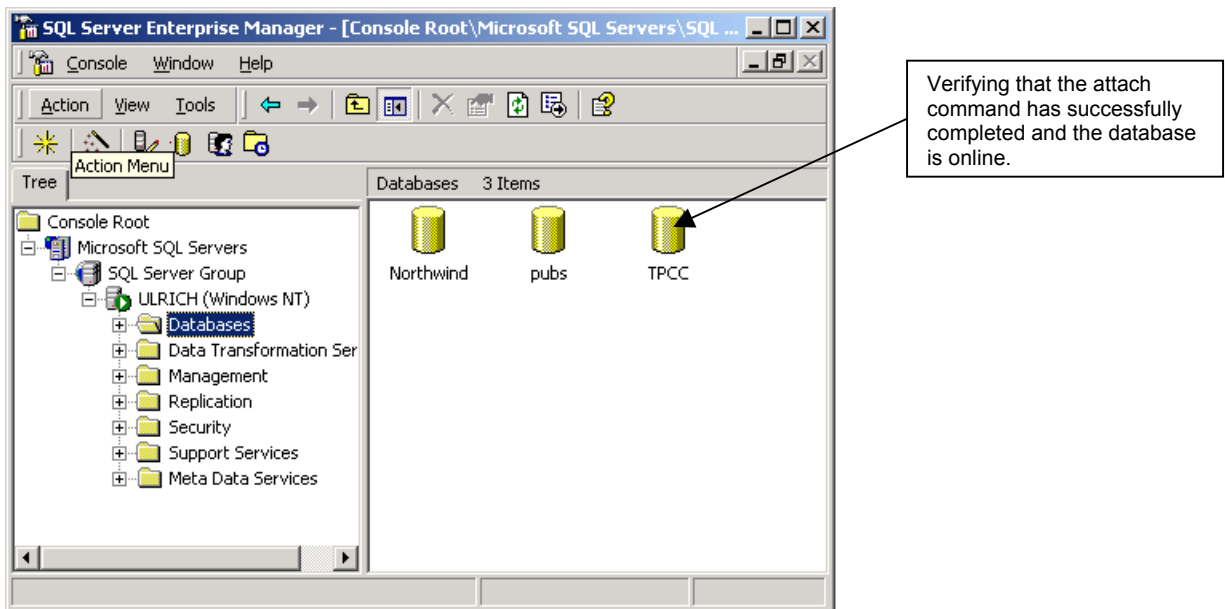 SQL Server Enterprise Manager - [Console Root\Microsoft SQL Servers\SQL ...
Console Window Help
Action View Tools
Action Menu
Tree
Databases 3 Items
Console Root
Microsoft SQL Servers
SQL Server Group
ULRICH (Windows NT)
Databases
Data Transformation Ser
Management
Replication
Security
Support Services
Meta Data Services
Northwind pubs TPCC
Verifying that the attach
command has successfully
completed and the database
is online.